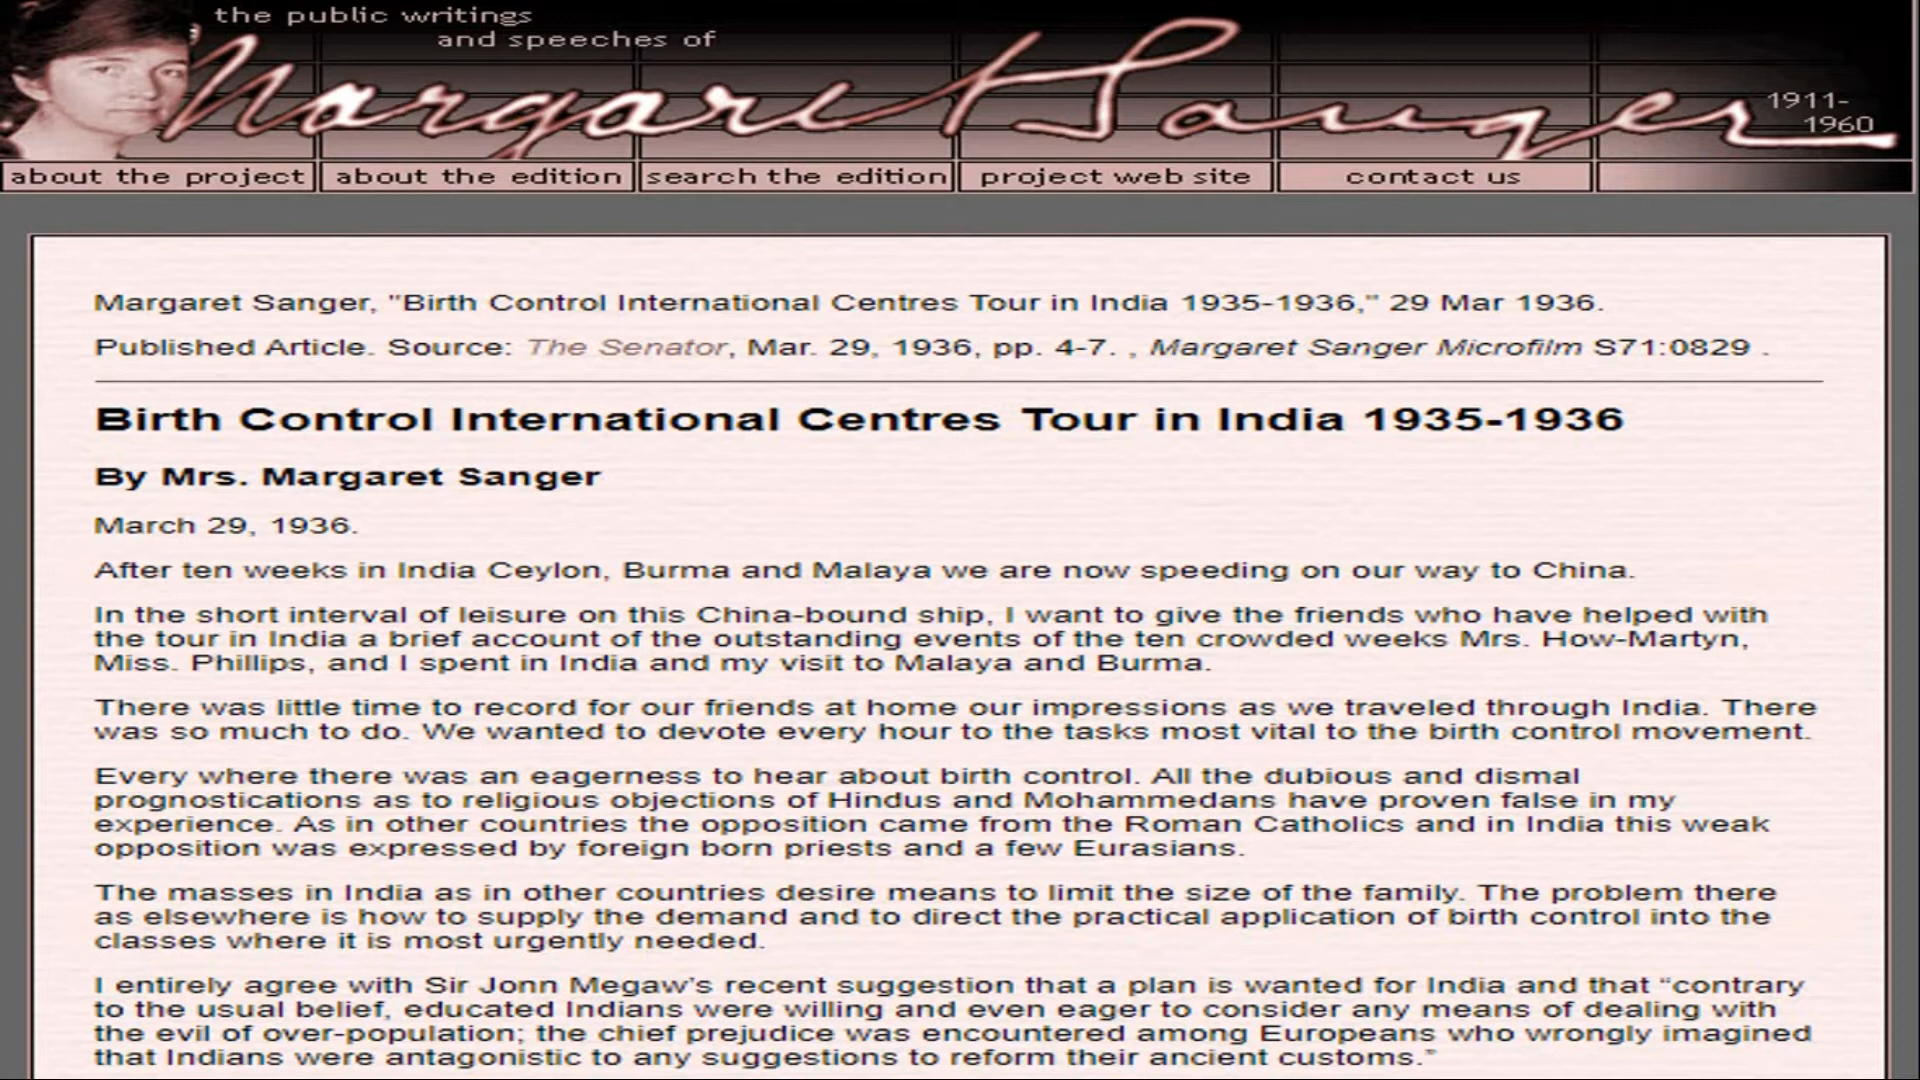 the public writings
and speeches of
Margaret Sanger
1911-
1960
about the project
about the edition
search the edition
project web site
contact us
Margaret Sanger, "Birth Control International Centres Tour in India 1935-1936," 29 Mar 1936.
Published Article. Source: The Senator, Mar. 29, 1936, pp. 4-7. , Margaret Sanger Microfilm S71:0829 .
Birth Control International Centres Tour in India 1935-1936
By Mrs. Margaret Sanger
March 29, 1936.
After ten weeks in India Ceylon, Burma and Malaya we are now speeding on our way to China.
In the short interval of leisure on this China-bound ship, I want to give the friends who have helped with
the tour in India a brief account of the outstanding events of the ten crowded weeks Mrs. How-Martyn,
Miss. Phillips, and I spent in India and my visit to Malaya and Burma.
There was little time to record for our friends at home our impressions as we traveled through India. There
was so much to do. We wanted to devote every hour to the tasks most vital to the birth control movement.
Every where there was an eagerness to hear about birth control. All the dubious and dismal
prognostications as to religious objections of Hindus and Mohammedans have proven false in my
experience. As in other countries the opposition came from the Roman Catholics and in India this weak
opposition was expressed by foreign born priests and a few Eurasians.
The masses in India as in other countries desire means to limit the size of the family. The problem there
as elsewhere is how to supply the demand and to direct the practical application of birth control into the
classes where it is most urgently needed.
I entirely agree with Sir Jonn Megaw's recent suggestion that a plan is wanted for India and that “contrary
to the usual belief, educated Indians were willing and even eager to consider any means of dealing with
the evil of over-population; the chief prejudice was encountered among Europeans who wrongly imagined
that Indians were antagonistic to any suggestions to reform their ancient customs.”